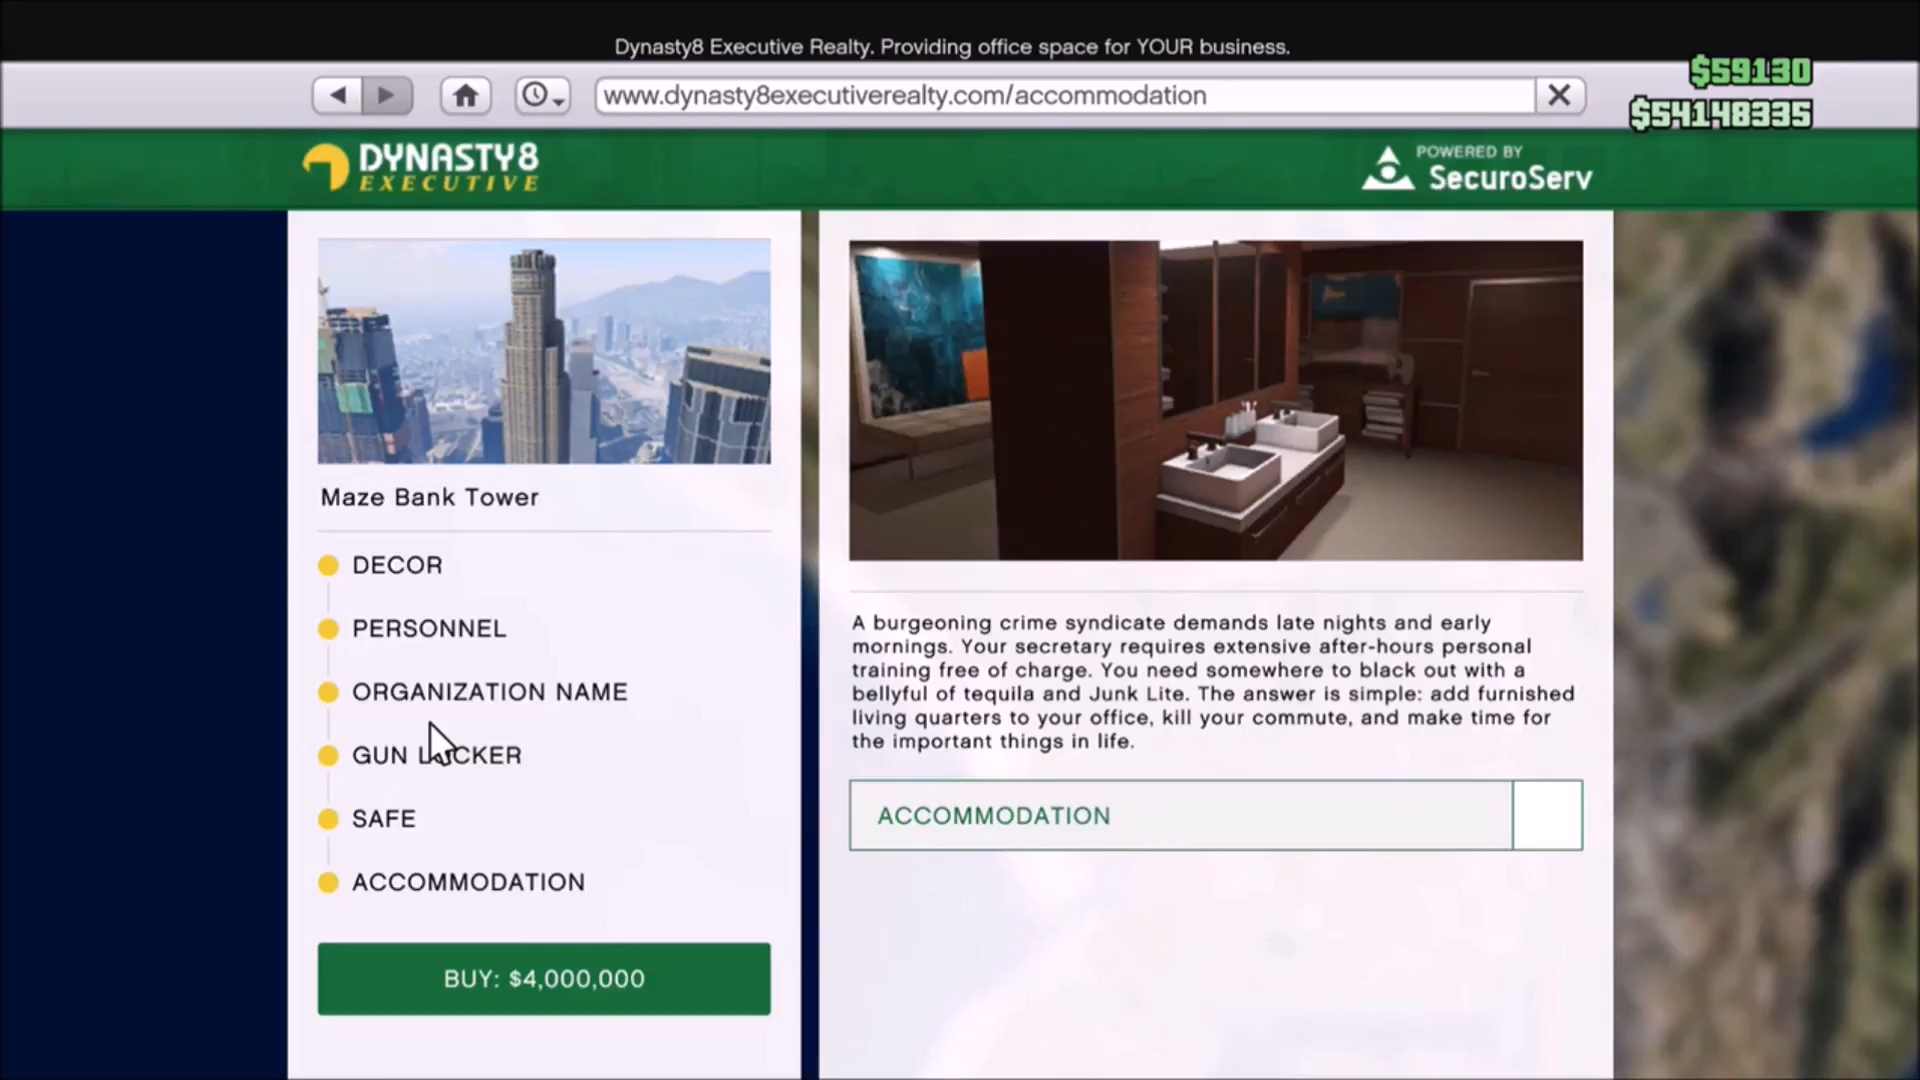 Dynasty8 Executive Realty. Providing office space for YOUR business.
$59130
www.dynasty8executiverealty.com/accommodation
$54148335
DYNASTY8
EXECUTIVE
POWERED BY
SecuroServ
Maze Bank Tower
DECOR
PERSONNEL
ORGANIZATION NAME
GUN LOCKER
SAFE
ACCOMMODATION
BUY: $4,000,000
A burgeoning crime syndicate demands late nights and early
mornings. Your secretary requires extensive after-hours personal
training free of charge. You need somewhere to black out with a
bellyful of tequila and Junk Lite. The answer is simple: add furnished
living quarters to your office, kill your commute, and make time for
the important things in life.
ACCOMMODATION